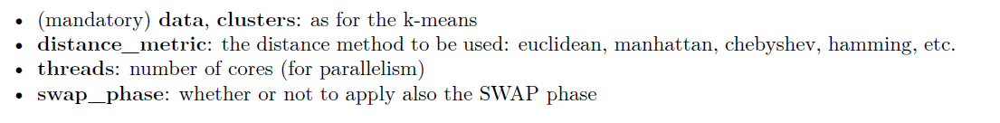 • (mandatory) data, clusters: as for the k-means
• distance_metric: the distance method to be used: euclidean, manhattan, chebyshev, hamming, etc.
• threads: number of cores (for parallelism)
• swap_phase: whether or not to apply also the SWAP phase